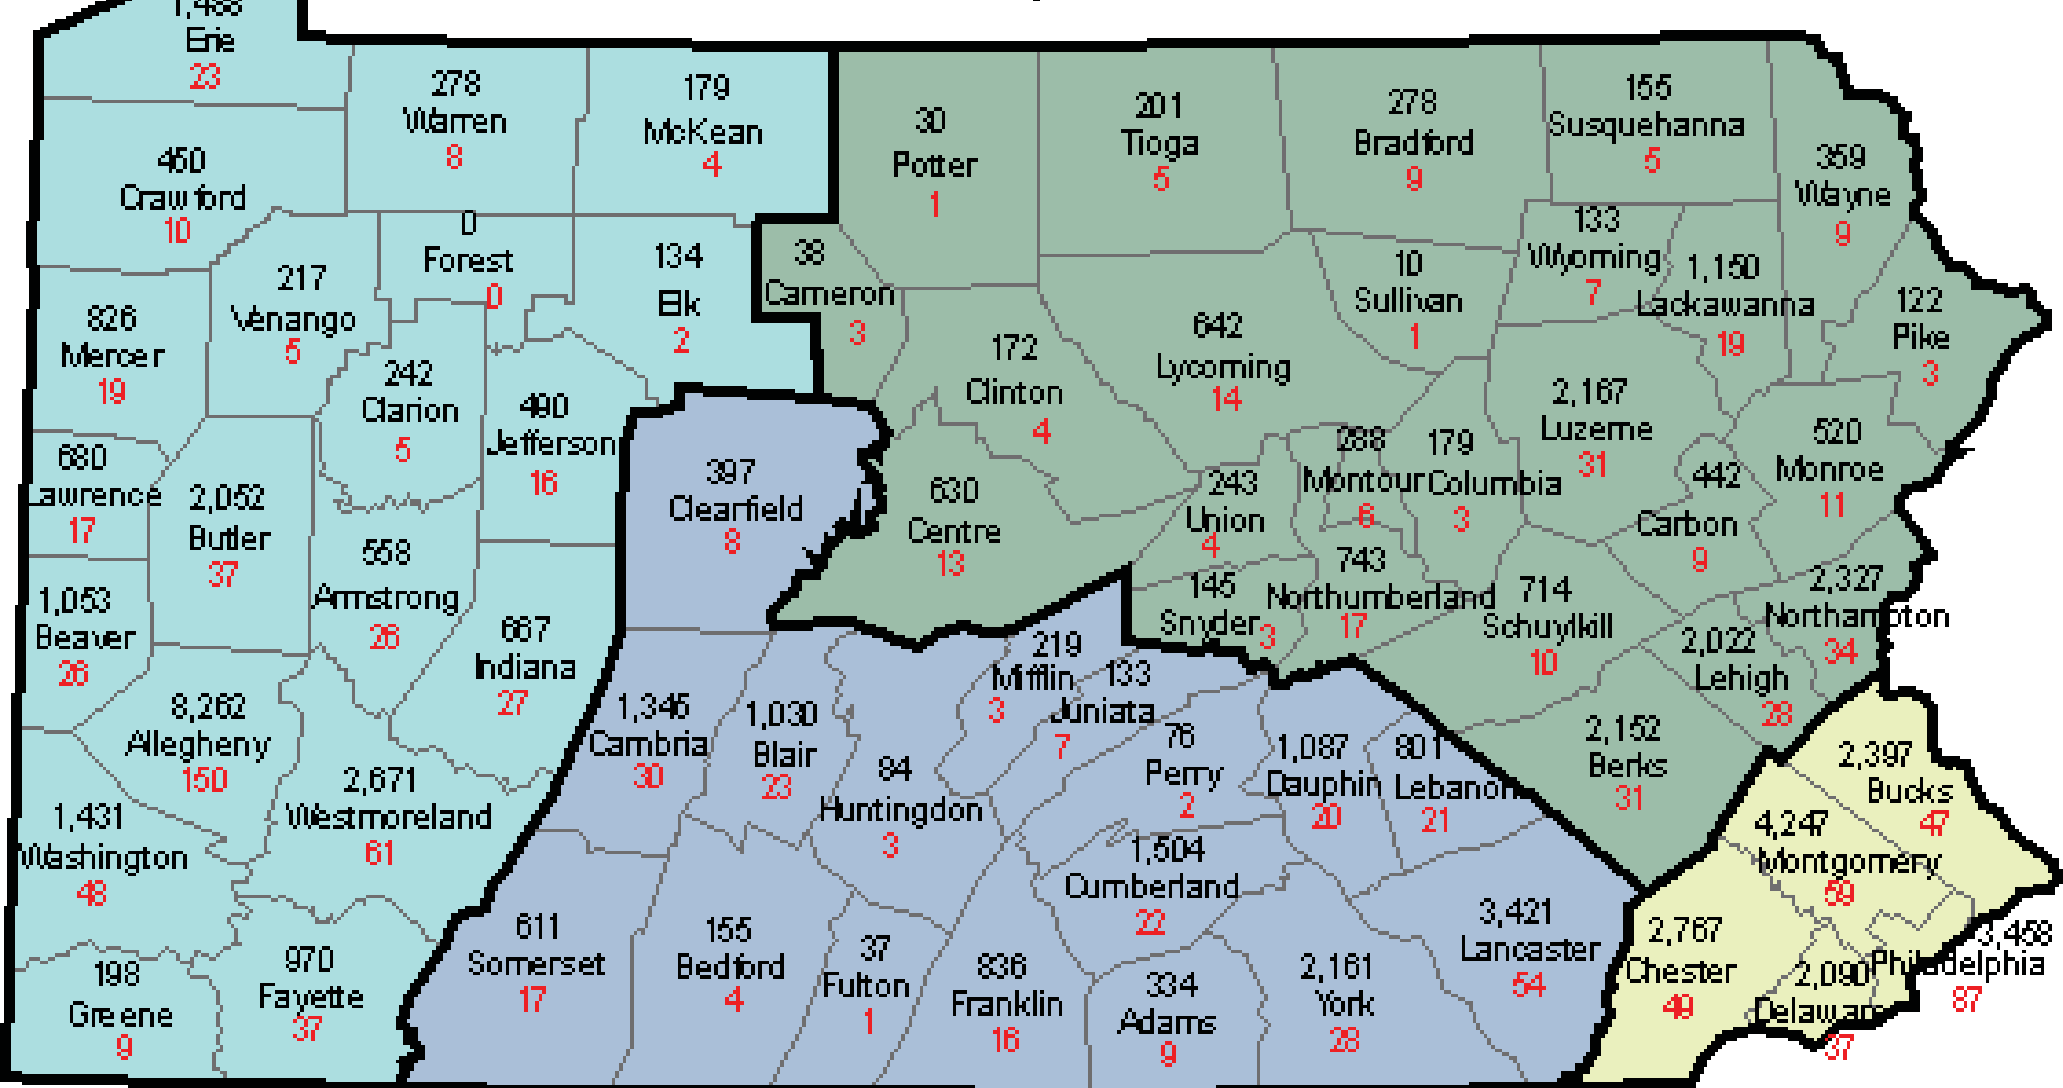 1,488
Erie
23
278
Warren
8
179
McKean
4
30
Potter
1
201
Tioga
5
278
Bradford
9
155
Susquehanna
5
359
Wayne
9
450
Crawford
10
0
Forest
0
134
Elk
2
38
Cameron
3
133
Wyoming
7
1,150
Lackawanna
19
10
Sullivan
1
122
Pike
3
217
Venango
5
826
Mercer
19
242
Clarion
5
490
Jefferson
16
172
Clinton
4
642
Lycoming
14
2,167
Luzerne
31
520
Monroe
11
680
Lawrence
17
2,052
Butler
37
397
Clearfield
8
630
Centre
13
243
Union
4
288
Montour
6
179
Columbia
3
442
Carbon
9
558
Armstrong
26
1,053
Beaver
26
667
Indiana
27
145
Snyder
3
743
Northumberland
17
714
Schuylkill
10
2,327
Northampton
34
2,022
Lehigh
28
219
Mifflin
3
133
Juniata
7
8,262
Allegheny
150
1,345
Cambria
30
1,030
Blair
23
84
Huntingdon
3
76
Perry
2
1,087
Dauphin
20
801
Lebanon
21
2,152
Berks
31
2,397
Bucks
47
2,671
Westmoreland
61
1,431
Washington
48
1,504
Cumberland
22
4,247
Montgomery
59
611
Somerset
17
155
Bedford
4
37
Fulton
1
836
Franklin
16
334
Adams
9
2,161
York
28
3,421
Lancaster
54
2,767
Chester
49
2,090
Delaware
37
3,458
Philadelphia
87
198
Greene
9
970
Fayette
37